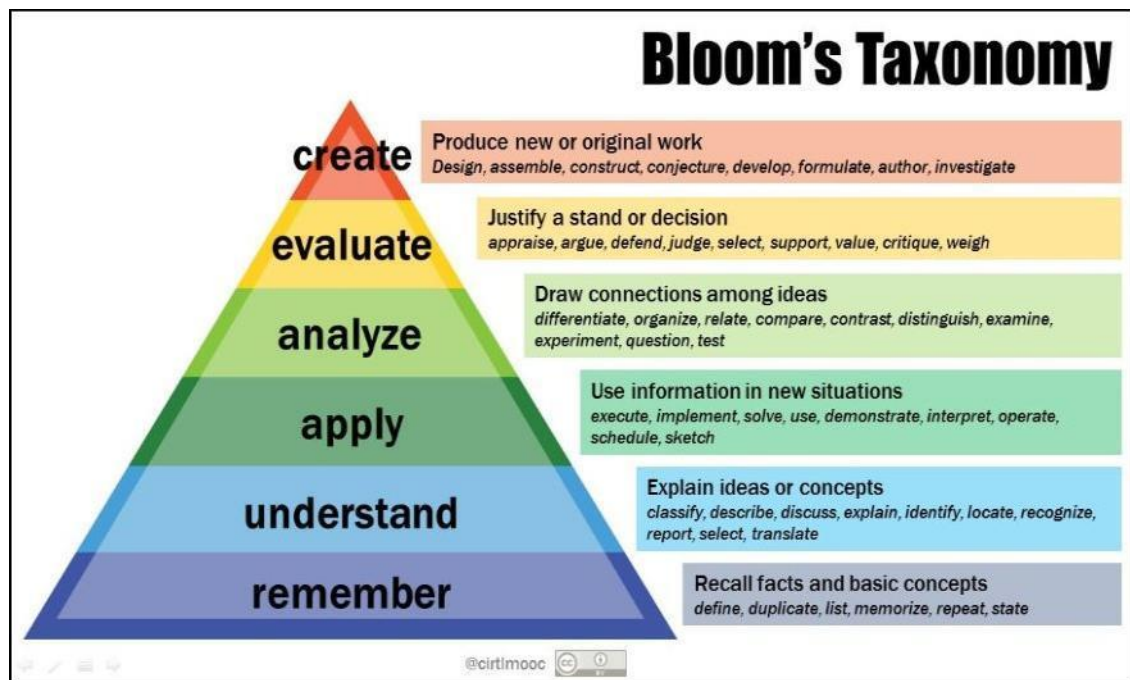 Bloom's Taxonomy
create
Produce new or original work
Design, assemble, construct, conjecture, develop, formulate, author, investigate
evaluate
Justify a stand or decision
appraise, argue, defend, judge, select, support, value, critique, weigh
analyze
Draw connections among ideas
differentiate, organize, relate, compare, contrast, distinguish, examine,
experiment, question, test
apply
Use information in new situations
execute, implement, solve, use, demonstrate, interpret, operate,
schedule, sketch
understand
Explain ideas or concepts
classify, describe, discuss, explain, identify, locate, recognize,
report, select, translate
remember
Recall facts and basic concepts
define, duplicate, list, memorize, repeat, state
@cirtlmooc
cc
BY